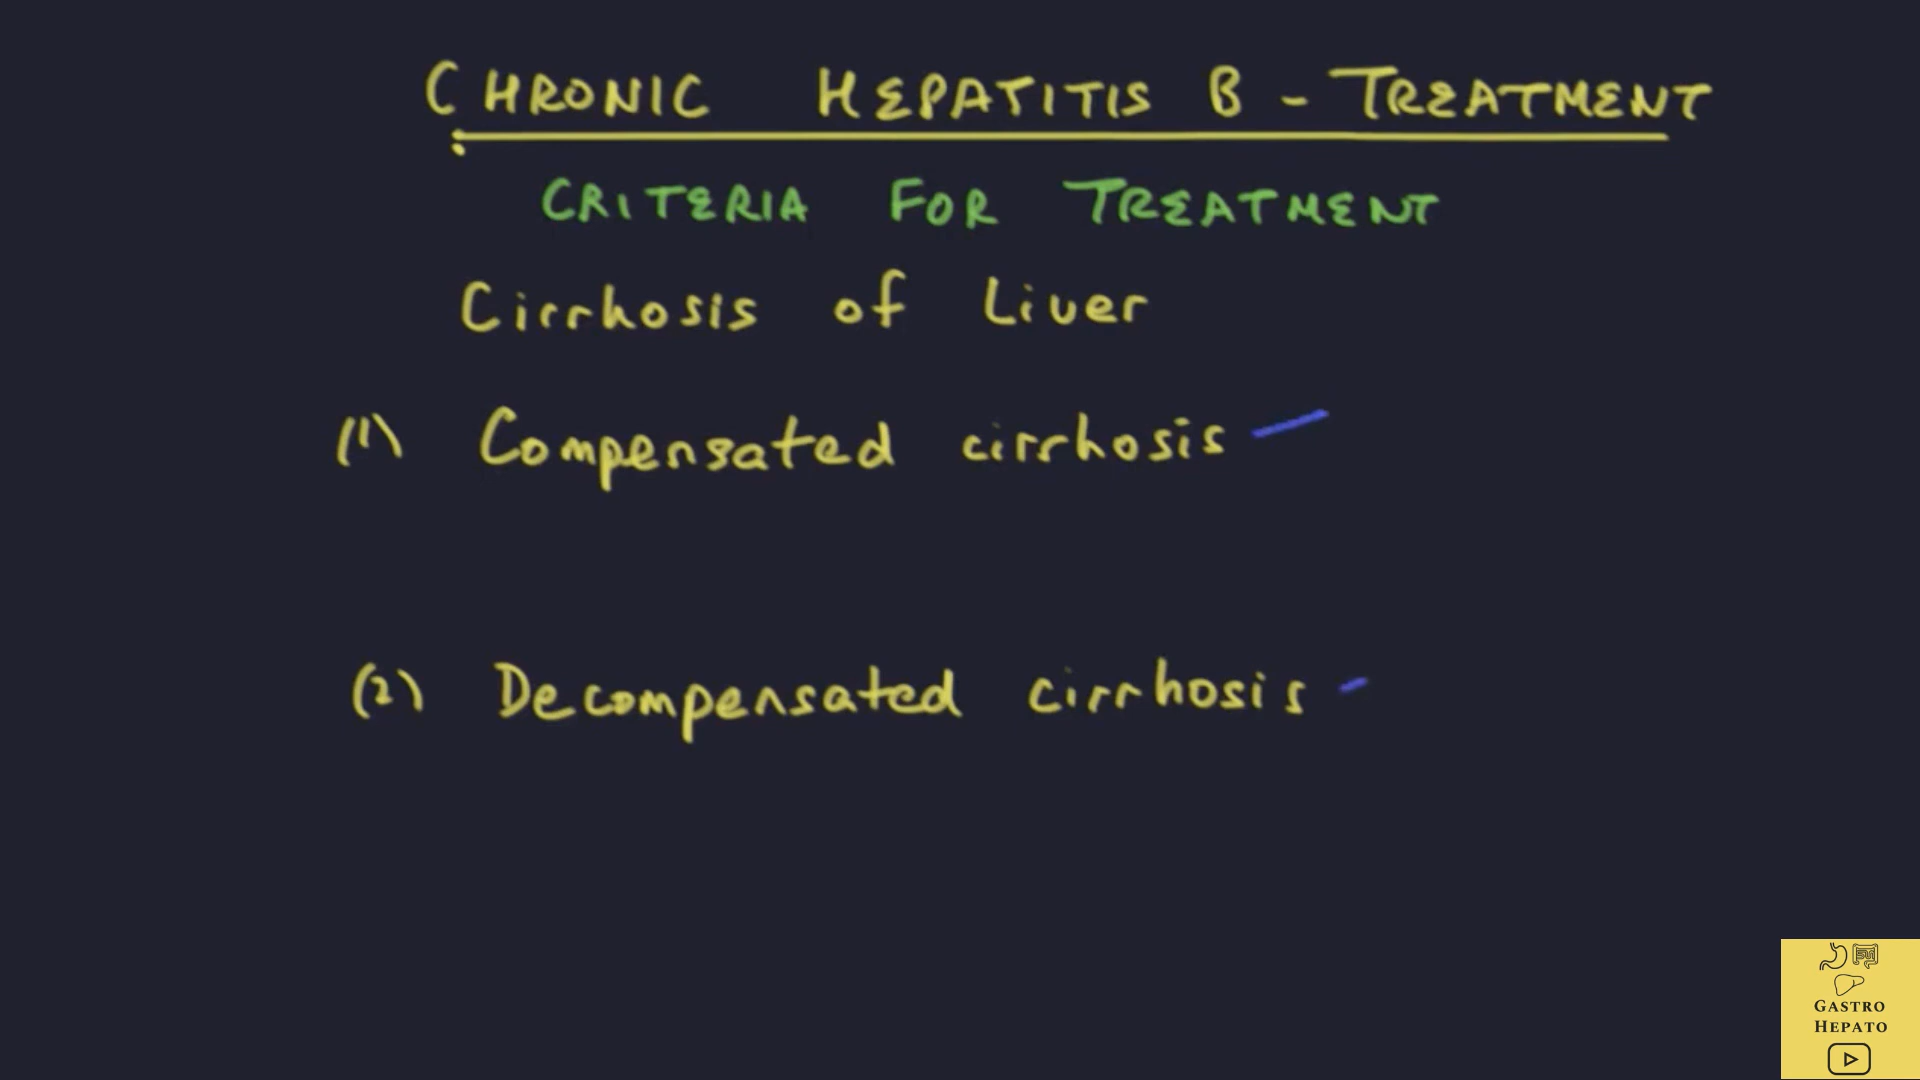 CHRONIC HEPATITIS B - TREATMENT
CRITERIA FOR TREATMENT
Cirrhosis of Liver
(1) Compensated cirrhosis -
(2) Decompensated cirrhosis -
GASTRO
HEPATO